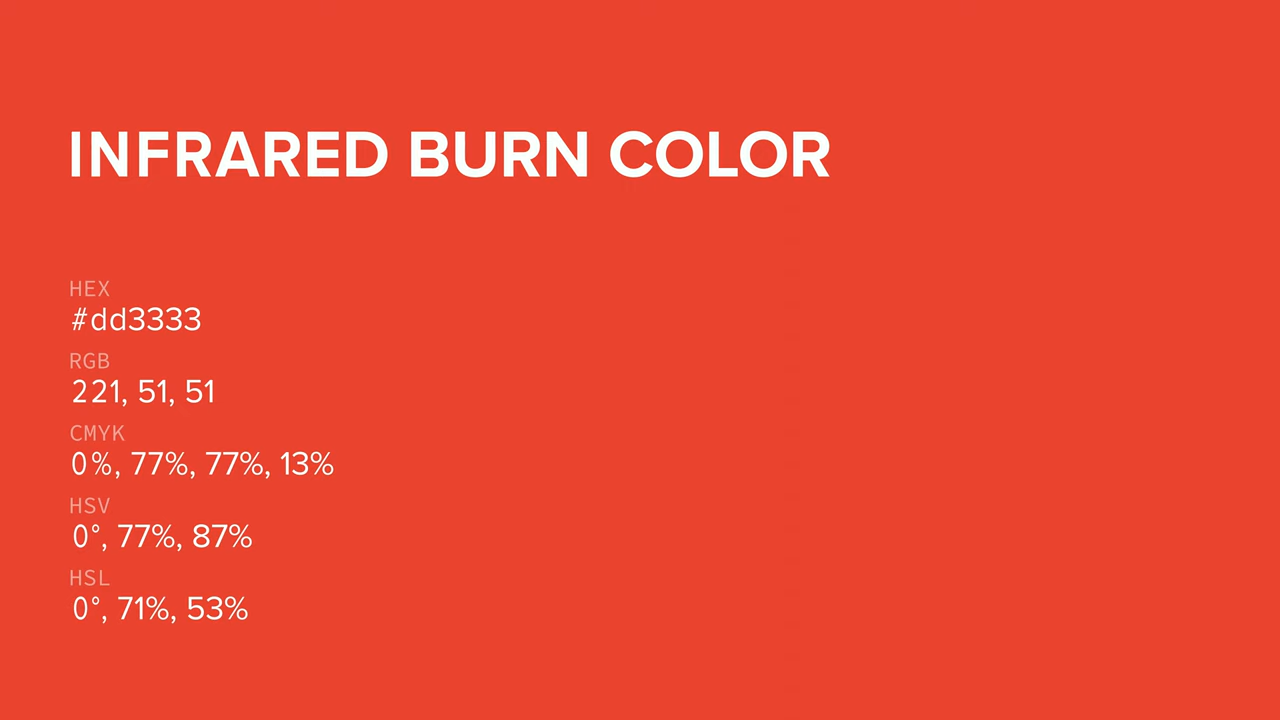 INFRARED BURN COLOR
HEX
#dd3333
RGB
221, 51, 51
CMYK
0%, 77%, 77%, 13%
HSV
0°, 77%, 87%
HSL
0°, 71%, 53%